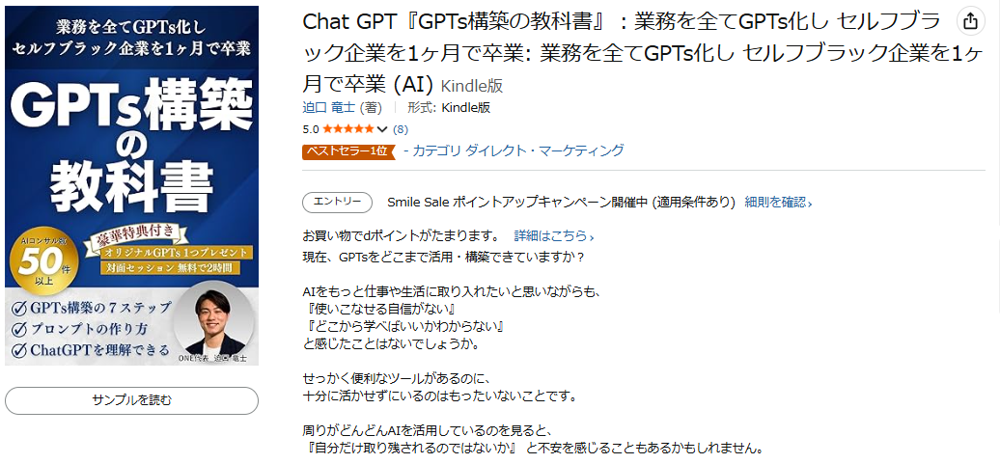 業務を全てGPTs化し
セルフブラック企業を1ヶ月で卒業
GPTs構築
の
教科書
豪華特典付き
AIコンサル数
50件
以上
オリジナルGPTs 1つプレゼント
対面セッション 無料で2時間
GPTs構築の7ステップ
プロンプトの作り方
ChatGPTを理解できる
ONE代表 迫口 竜士
サンプルを読む
Chat GPT『GPTs構築の教科書』：業務を全てGPTs化し セルフブラ
ック企業を1ヶ月で卒業: 業務を全てGPTs化し セルフブラック企業を1ヶ
月で卒業 (AI) Kindle版
迫口 竜士 (著) 形式: Kindle版
5.0 ★★★★★ (8)
ベストセラー1位 - カテゴリ ダイレクト・マーケティング
エントリー Smile Sale ポイントアップキャンペーン開催中 (適用条件あり) 細則を確認›
お買い物でdポイントがたまります。 詳細はこちら›
現在、GPTsをどこまで活用・構築できていますか？
AIをもっと仕事や生活に取り入れたいと思いながらも、
『使いこなせる自信がない』
『どこから学べばいいかわからない』
と感じたことはないでしょうか。
せっかく便利なツールがあるのに、
十分に活かせずにいるのはもったいないことです。
周りがどんどんAIを活用しているのを見ると、
『自分だけ取り残されるのではないか』 と不安を感じることもあるかもしれません。